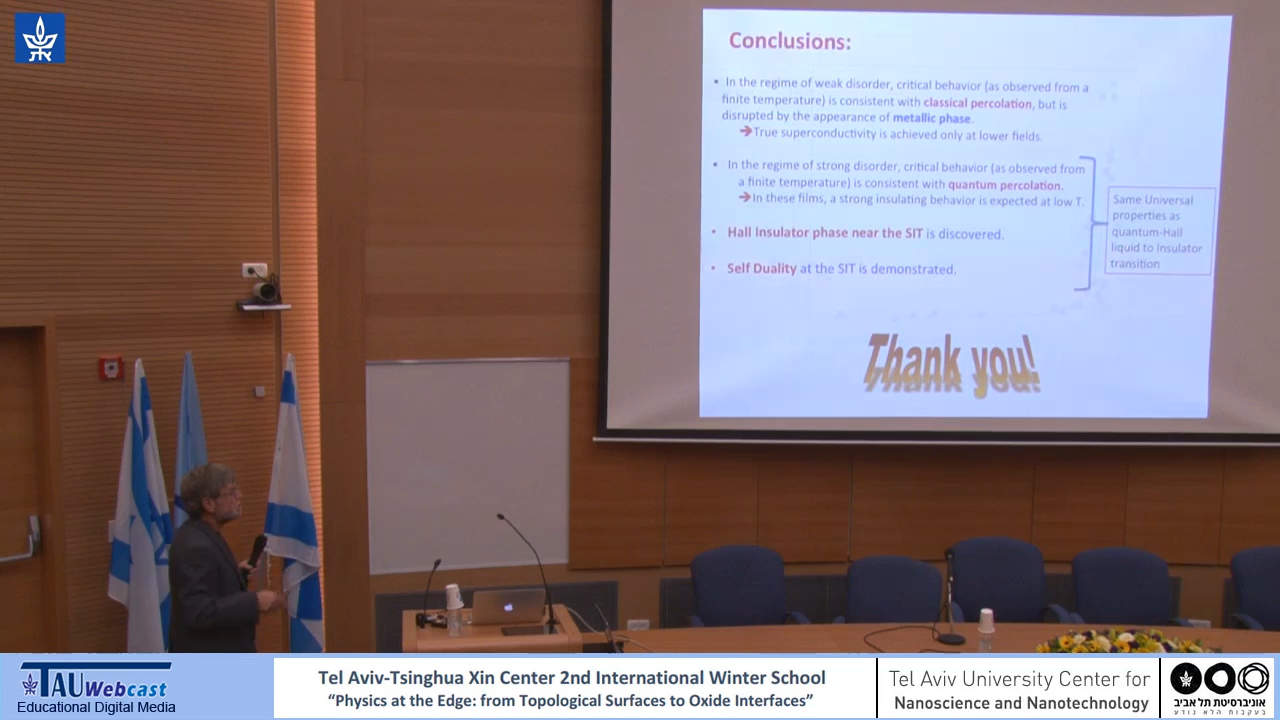 Conclusions:
• In the regime of weak disorder, critical behavior (as observed from a
finite temperature) is consistent with classical percolation, but is
disrupted by the appearance of metallic phase.
➔True superconductivity is achieved only at lower fields.
• In the regime of strong disorder, critical behavior (as observed from
a finite temperature) is consistent with quantum percolation.
➔In these films, a strong insulating behavior is expected at low T.
• Hall Insulator phase near the SIT is discovered.
• Self Duality at the SIT is demonstrated.
Same Universal
properties as
quantum-Hall
liquid to Insulator
transition
Thank you!
TAU Webcast
Educational Digital Media
Tel Aviv-Tsinghua Xin Center 2nd International Winter School
“Physics at the Edge: from Topological Surfaces to Oxide Interfaces”
Tel Aviv University Center for
Nanoscience and Nanotechnology
אוניברסיטת תל אביב
בעקבות הלא נודע